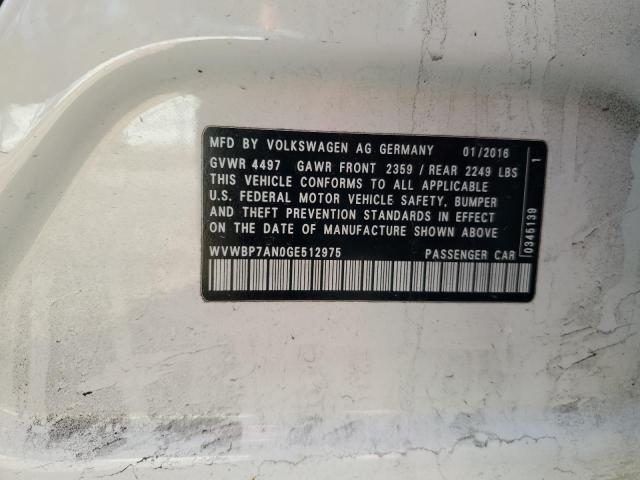 MFD BY VOLKSWAGEN AG GERMANY 01/2016
GVWR 4497 GAWR FRONT 2359 / REAR 2249 LBS
THIS VEHICLE CONFORMS TO ALL APPLICABLE
U.S. FEDERAL MOTOR VEHICLE SAFETY, BUMPER
AND THEFT PREVENTION STANDARDS IN EFFECT
ON THE DATE OF MANUFACTURE SHOWN ABOVE
WVWBP7AN0GE512975 PASSENGER CAR
0345139 1